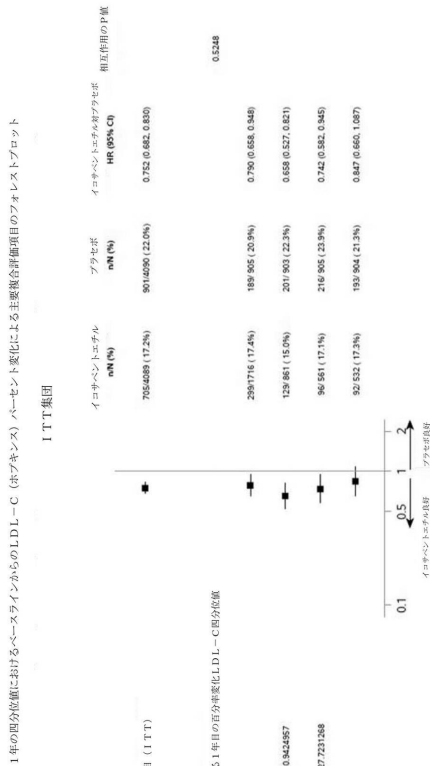 1年の四分位値におけるベースラインからのLDL-C(ホプキンス)パーセント変化による主要複合評価項目のフォレストプロット
ITT集団
イコサペントエチル プラセボ イコサペントエチル対プラセボ 相互作用のP値
n/N (%) n/N (%) HR (95% CI)
目(ITT) 705/4089 ( 17.2%) 901/4090 ( 22.0%) 0.752 (0.682, 0.830)
る1年目の百分率変化LDL-C四分位値 0.5248
299/1716 ( 17.4%) 189/ 905 ( 20.9%) 0.790 (0.658, 0.948)
0.9424957 129/ 861 ( 15.0%) 201/ 903 ( 22.3%) 0.658 (0.527, 0.821)
27.7231268 96/ 561 ( 17.1%) 216/ 905 ( 23.9%) 0.742 (0.582, 0.945)
92/ 532 ( 17.3%) 193/ 904 ( 21.3%) 0.847 (0.660, 1.087)
0.1 0.5 1 2
イコサペントエチル良好 プラセボ良好